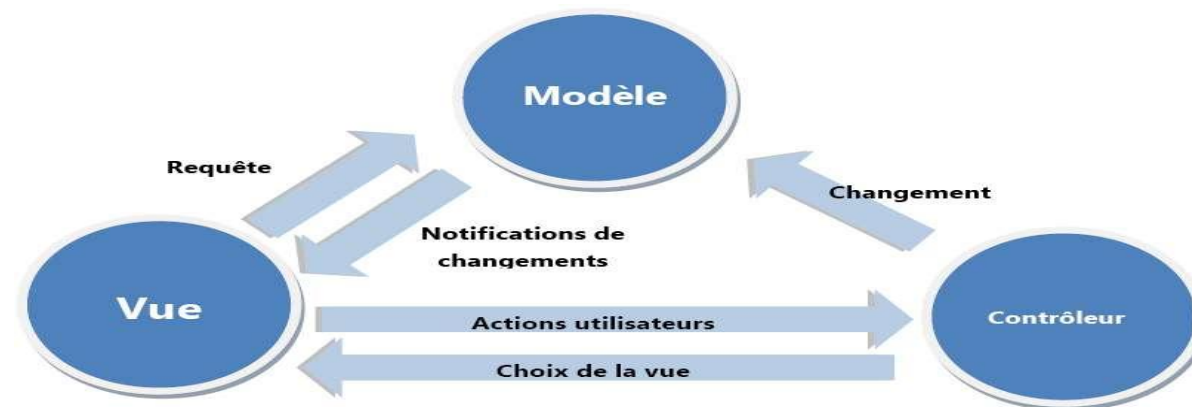 Modèle
Requête
Changement
Notifications de
changements
Vue
Actions utilisateurs
Contrôleur
Choix de la vue